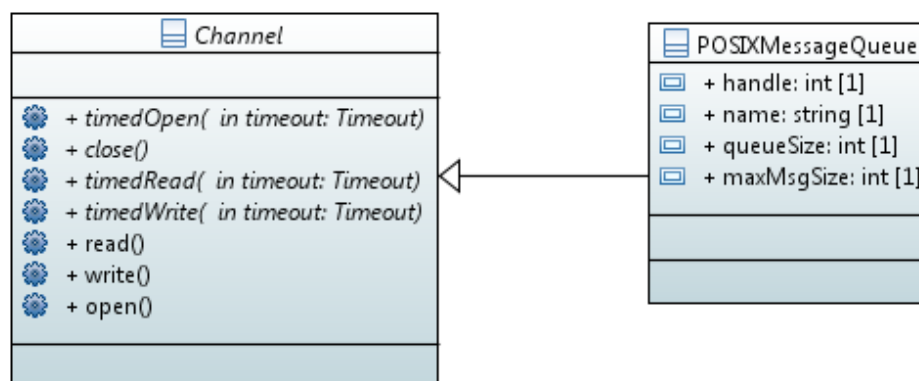 Channel
+ timedOpen( in timeout: Timeout)
+ close()
+ timedRead( in timeout: Timeout)
+ timedWrite( in timeout: Timeout)
+ read()
+ write()
+ open()
POSIXMessageQueue
+ handle: int [1]
+ name: string [1]
+ queueSize: int [1]
+ maxMsgSize: int [1]